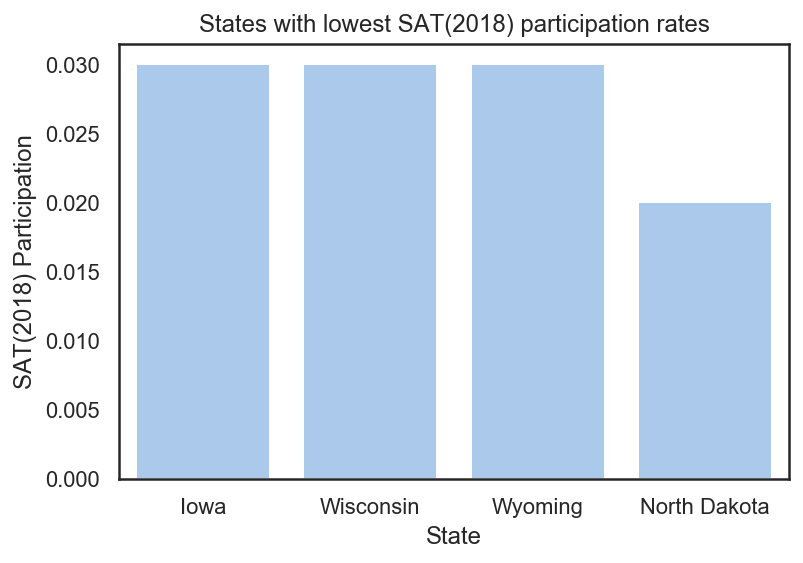 States with lowest SAT(2018) participation rates
SAT(2018) Participation
0.030
0.025
0.020
0.015
0.010
0.005
0.000
Iowa Wisconsin Wyoming North Dakota
State